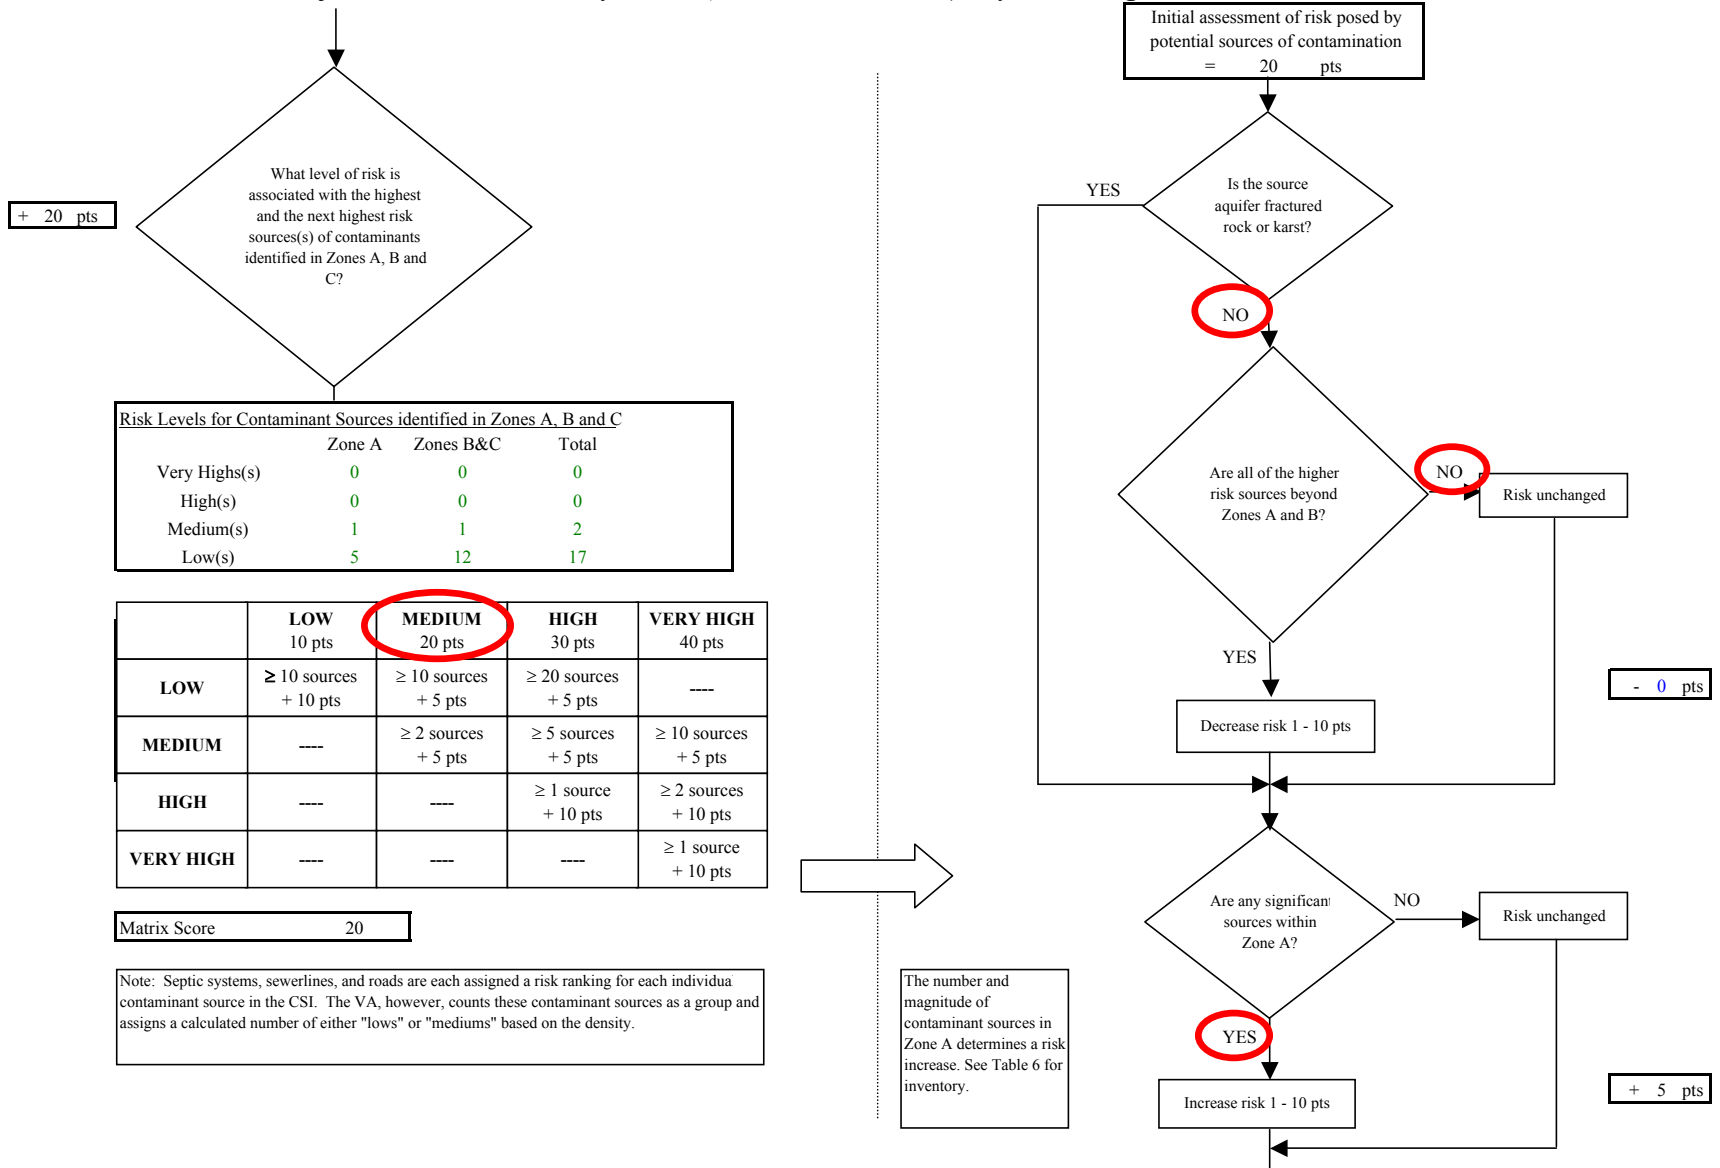 What level of risk is
associated with the highest
and the next highest risk
sources(s) of contaminants
identified in Zones A, B and
C?
+ 20 pts
Risk Levels for Contaminant Sources identified in Zones A, B and C
Zone A Zones B&C Total
Very Highs(s) 0 0 0
High(s) 0 0 0
Medium(s) 1 1 2
Low(s) 5 12 17
LOW MEDIUM HIGH VERY HIGH
10 pts 20 pts 30 pts 40 pts
LOW ≥ 10 sources ≥ 10 sources ≥ 20 sources ----
+ 10 pts + 5 pts + 5 pts
MEDIUM ---- ≥ 2 sources ≥ 5 sources ≥ 10 sources
+ 5 pts + 5 pts + 5 pts
HIGH ---- ---- ≥ 1 source ≥ 2 sources
+ 10 pts + 10 pts
VERY HIGH ---- ---- ---- ≥ 1 source
+ 10 pts
Matrix Score 20
Note: Septic systems, sewerlines, and roads are each assigned a risk ranking for each individua
contaminant source in the CSI. The VA, however, counts these contaminant sources as a group and
assigns a calculated number of either "lows" or "mediums" based on the density.
Initial assessment of risk posed by
potential sources of contamination
= 20 pts
Is the source
aquifer fractured
rock or karst?
YES
NO
Are all of the higher
risk sources beyond
Zones A and B?
NO
Risk unchanged
YES
Decrease risk 1 - 10 pts
- 0 pts
Are any significant
sources within
Zone A?
NO
Risk unchanged
YES
The number and
magnitude of
contaminant sources in
Zone A determines a risk
increase. See Table 6 for
inventory.
Increase risk 1 - 10 pts
+ 5 pts